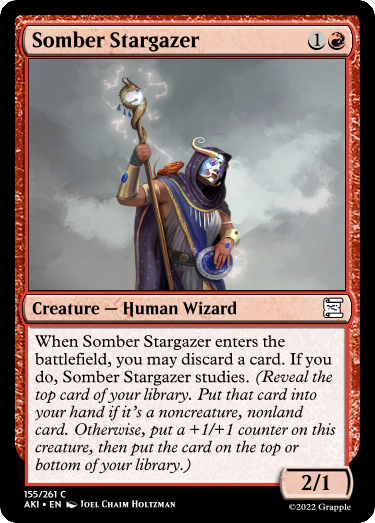 Somber Stargazer 1
Creature — Human Wizard
When Somber Stargazer enters the
battlefield, you may discard a card. If you
do, Somber Stargazer studies. (Reveal the
top card of your library. Put that card into
your hand if it's a noncreature, nonland
card. Otherwise, put a +1/+1 counter on this
creature, then put the card on the top or
bottom of your library.)
2/1
155/261 C
AKI • EN Joel Chaim Holtzman
©2022 Grapple